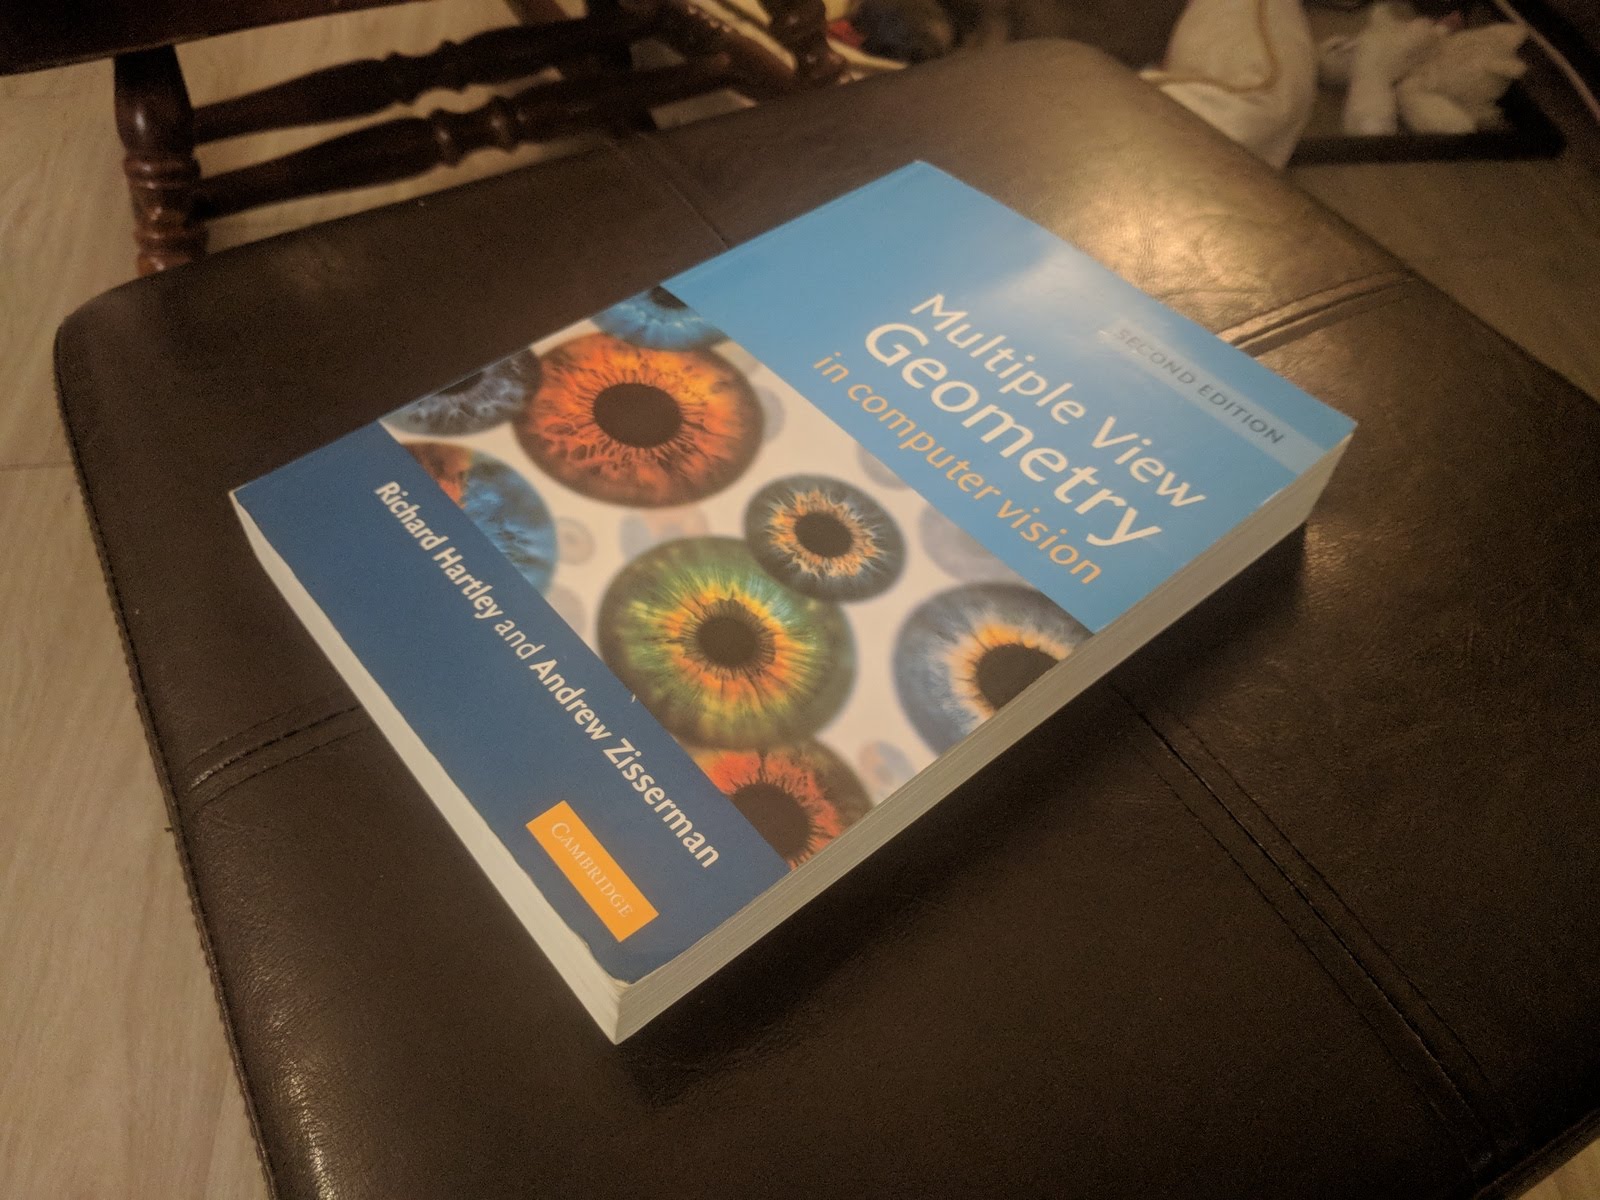 SECOND EDITION
Multiple View
Geometry
in computer vision
Richard Hartley and Andrew Zisserman
CAMBRIDGE